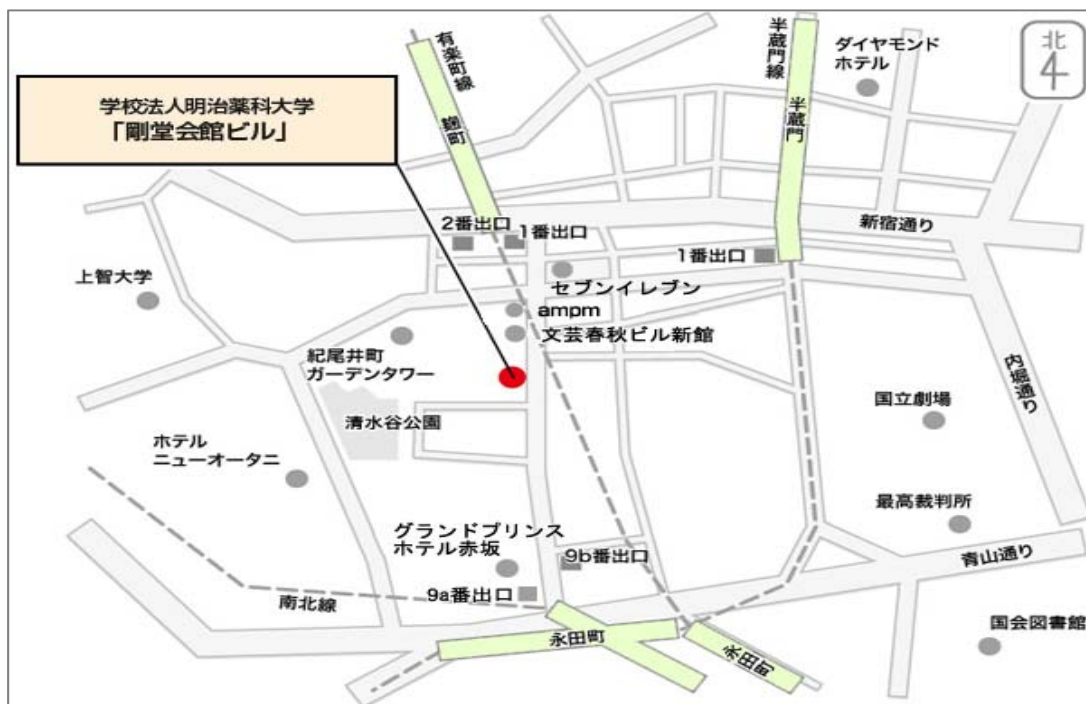 有楽町線
半蔵門線
ダイヤモンド
ホテル
北
学校法人明治薬科大学
「剛堂会館ビル」
麹町
半蔵門
新宿通り
2番出口
1番出口
1番出口
上智大学
セブンイレブン
ampm
文芸春秋ビル新館
紀尾井町
ガーデンタワー
内堀通り
国立劇場
清水谷公園
ホテル
ニューオータニ
最高裁判所
グランドプリンス
ホテル赤坂
9b番出口
青山通り
9a番出口
南北線
国会図書館
永田町
永田町